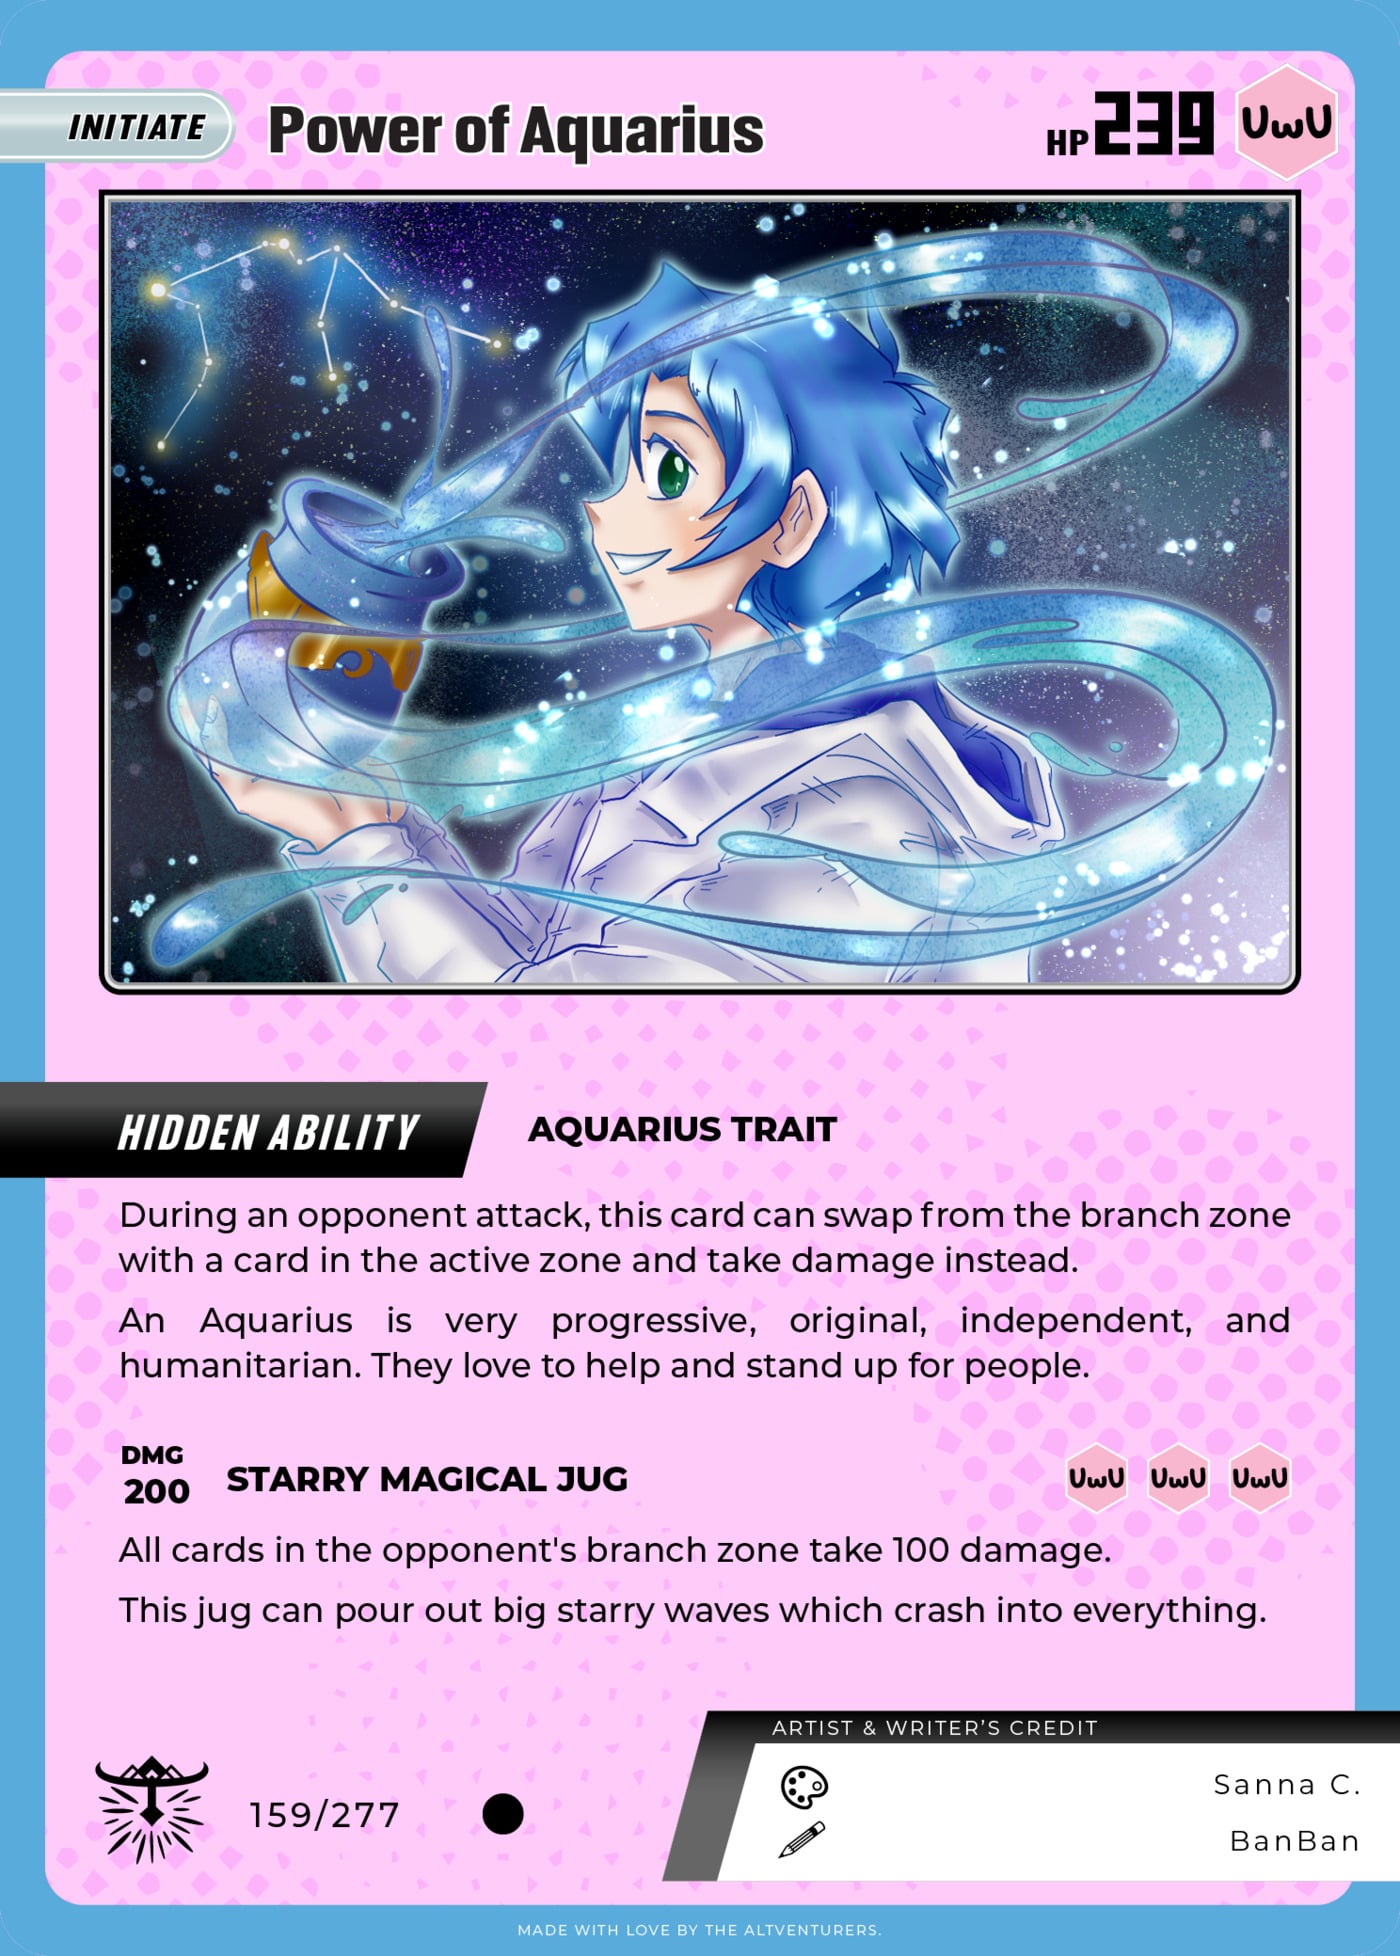 INITIATE
Power of Aquarius
HP 239
UwU
HIDDEN ABILITY
AQUARIUS TRAIT
During an opponent attack, this card can swap from the branch zone
with a card in the active zone and take damage instead.
An Aquarius is very progressive, original, independent, and
humanitarian. They love to help and stand up for people.
DMG
200
STARRY MAGICAL JUG
UwU UwU UwU
All cards in the opponent's branch zone take 100 damage.
This jug can pour out big starry waves which crash into everything.
ARTIST & WRITER'S CREDIT
159/277
Sanna C.
BanBan
MADE WITH LOVE BY THE ALTVENTURERS.